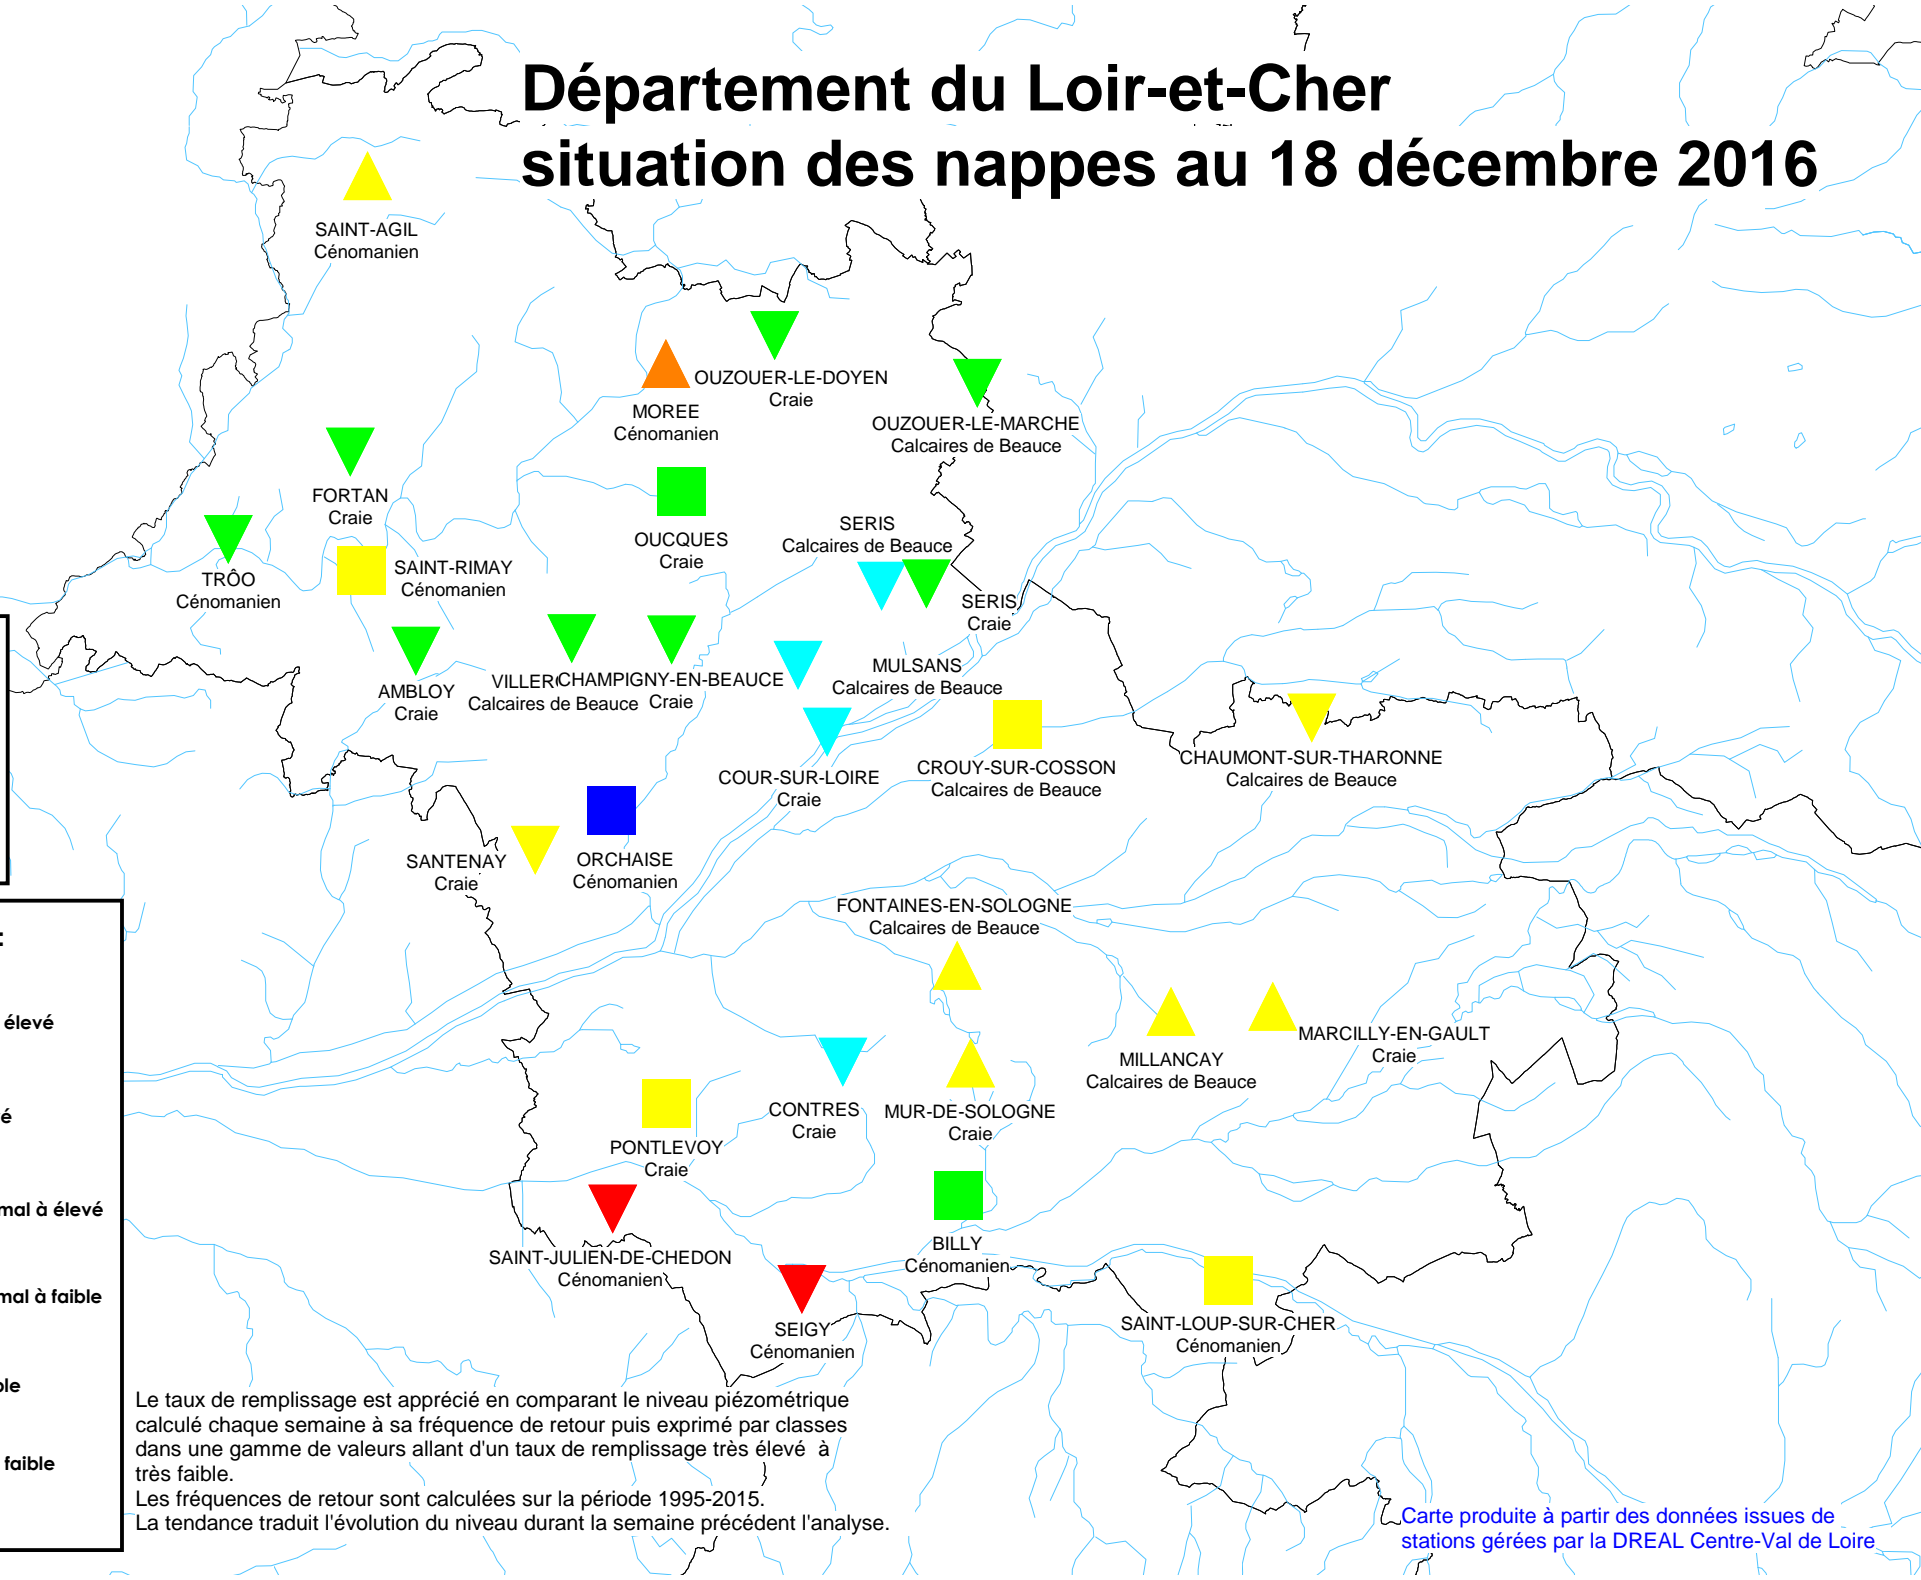 Département du Loir-et-Cher
situation des nappes au 18 décembre 2016
SAINT-AGIL
Cénomanien
OUZOUER-LE-DOYEN
Craie
MOREE
Cénomanien
OUZOUER-LE-MARCHE
Calcaires de Beauce
FORTAN
Craie
OUCQUES
Craie
SERIS
Calcaires de Beauce
TRÔO
Cénomanien
SAINT-RIMAY
Cénomanien
SERIS
Craie
AMBLOY
Craie
VILLER
Calcaires de Beauce
CHAMPIGNY-EN-BEAUCE
Craie
MULSANS
Calcaires de Beauce
COUR-SUR-LOIRE
Craie
CROUY-SUR-COSSON
Calcaires de Beauce
CHAUMONT-SUR-THARONNE
Calcaires de Beauce
SANTENAY
Craie
ORCHAISE
Cénomanien
FONTAINES-EN-SOLOGNE
Calcaires de Beauce
MILLANCAY
Calcaires de Beauce
MARCILLY-EN-GAULT
Craie
CONTRES
Craie
MUR-DE-SOLOGNE
Craie
PONTLEVOY
Craie
SAINT-JULIEN-DE-CHEDON
Cénomanien
BILLY
Cénomanien
SEIGY
Cénomanien
SAINT-LOUP-SUR-CHER
Cénomanien
:
élevé
é
mal à élevé
mal à faible
ble
faible
Le taux de remplissage est apprécié en comparant le niveau piézométrique
calculé chaque semaine à sa fréquence de retour puis exprimé par classes
dans une gamme de valeurs allant d'un taux de remplissage très élevé à
très faible.
Les fréquences de retour sont calculées sur la période 1995-2015.
La tendance traduit l'évolution du niveau durant la semaine précédent l'analyse.
Carte produite à partir des données issues de
stations gérées par la DREAL Centre-Val de Loire